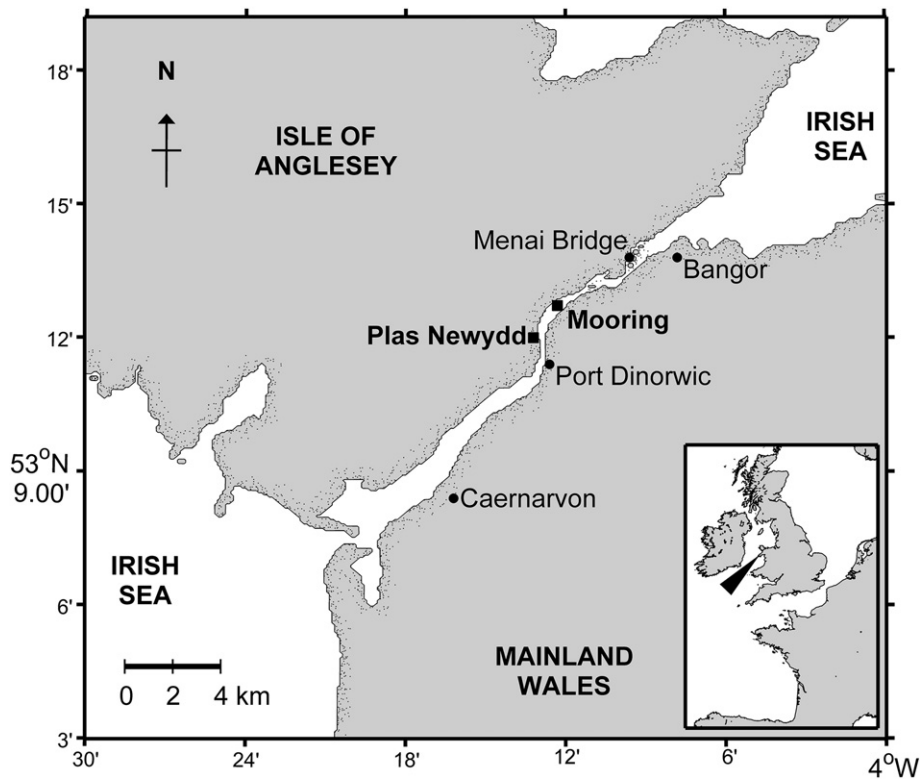 18'
N
ISLE OF
ANGLESEY
IRISH
SEA
15'
Menai Bridge
Bangor
Mooring
Plas Newydd
12'
Port Dinorwic
53°N
9.00'
Caernarvon
IRISH
SEA
6'
MAINLAND
WALES
0 2 4 km
3'
30' 24' 18' 12' 6' 4°W